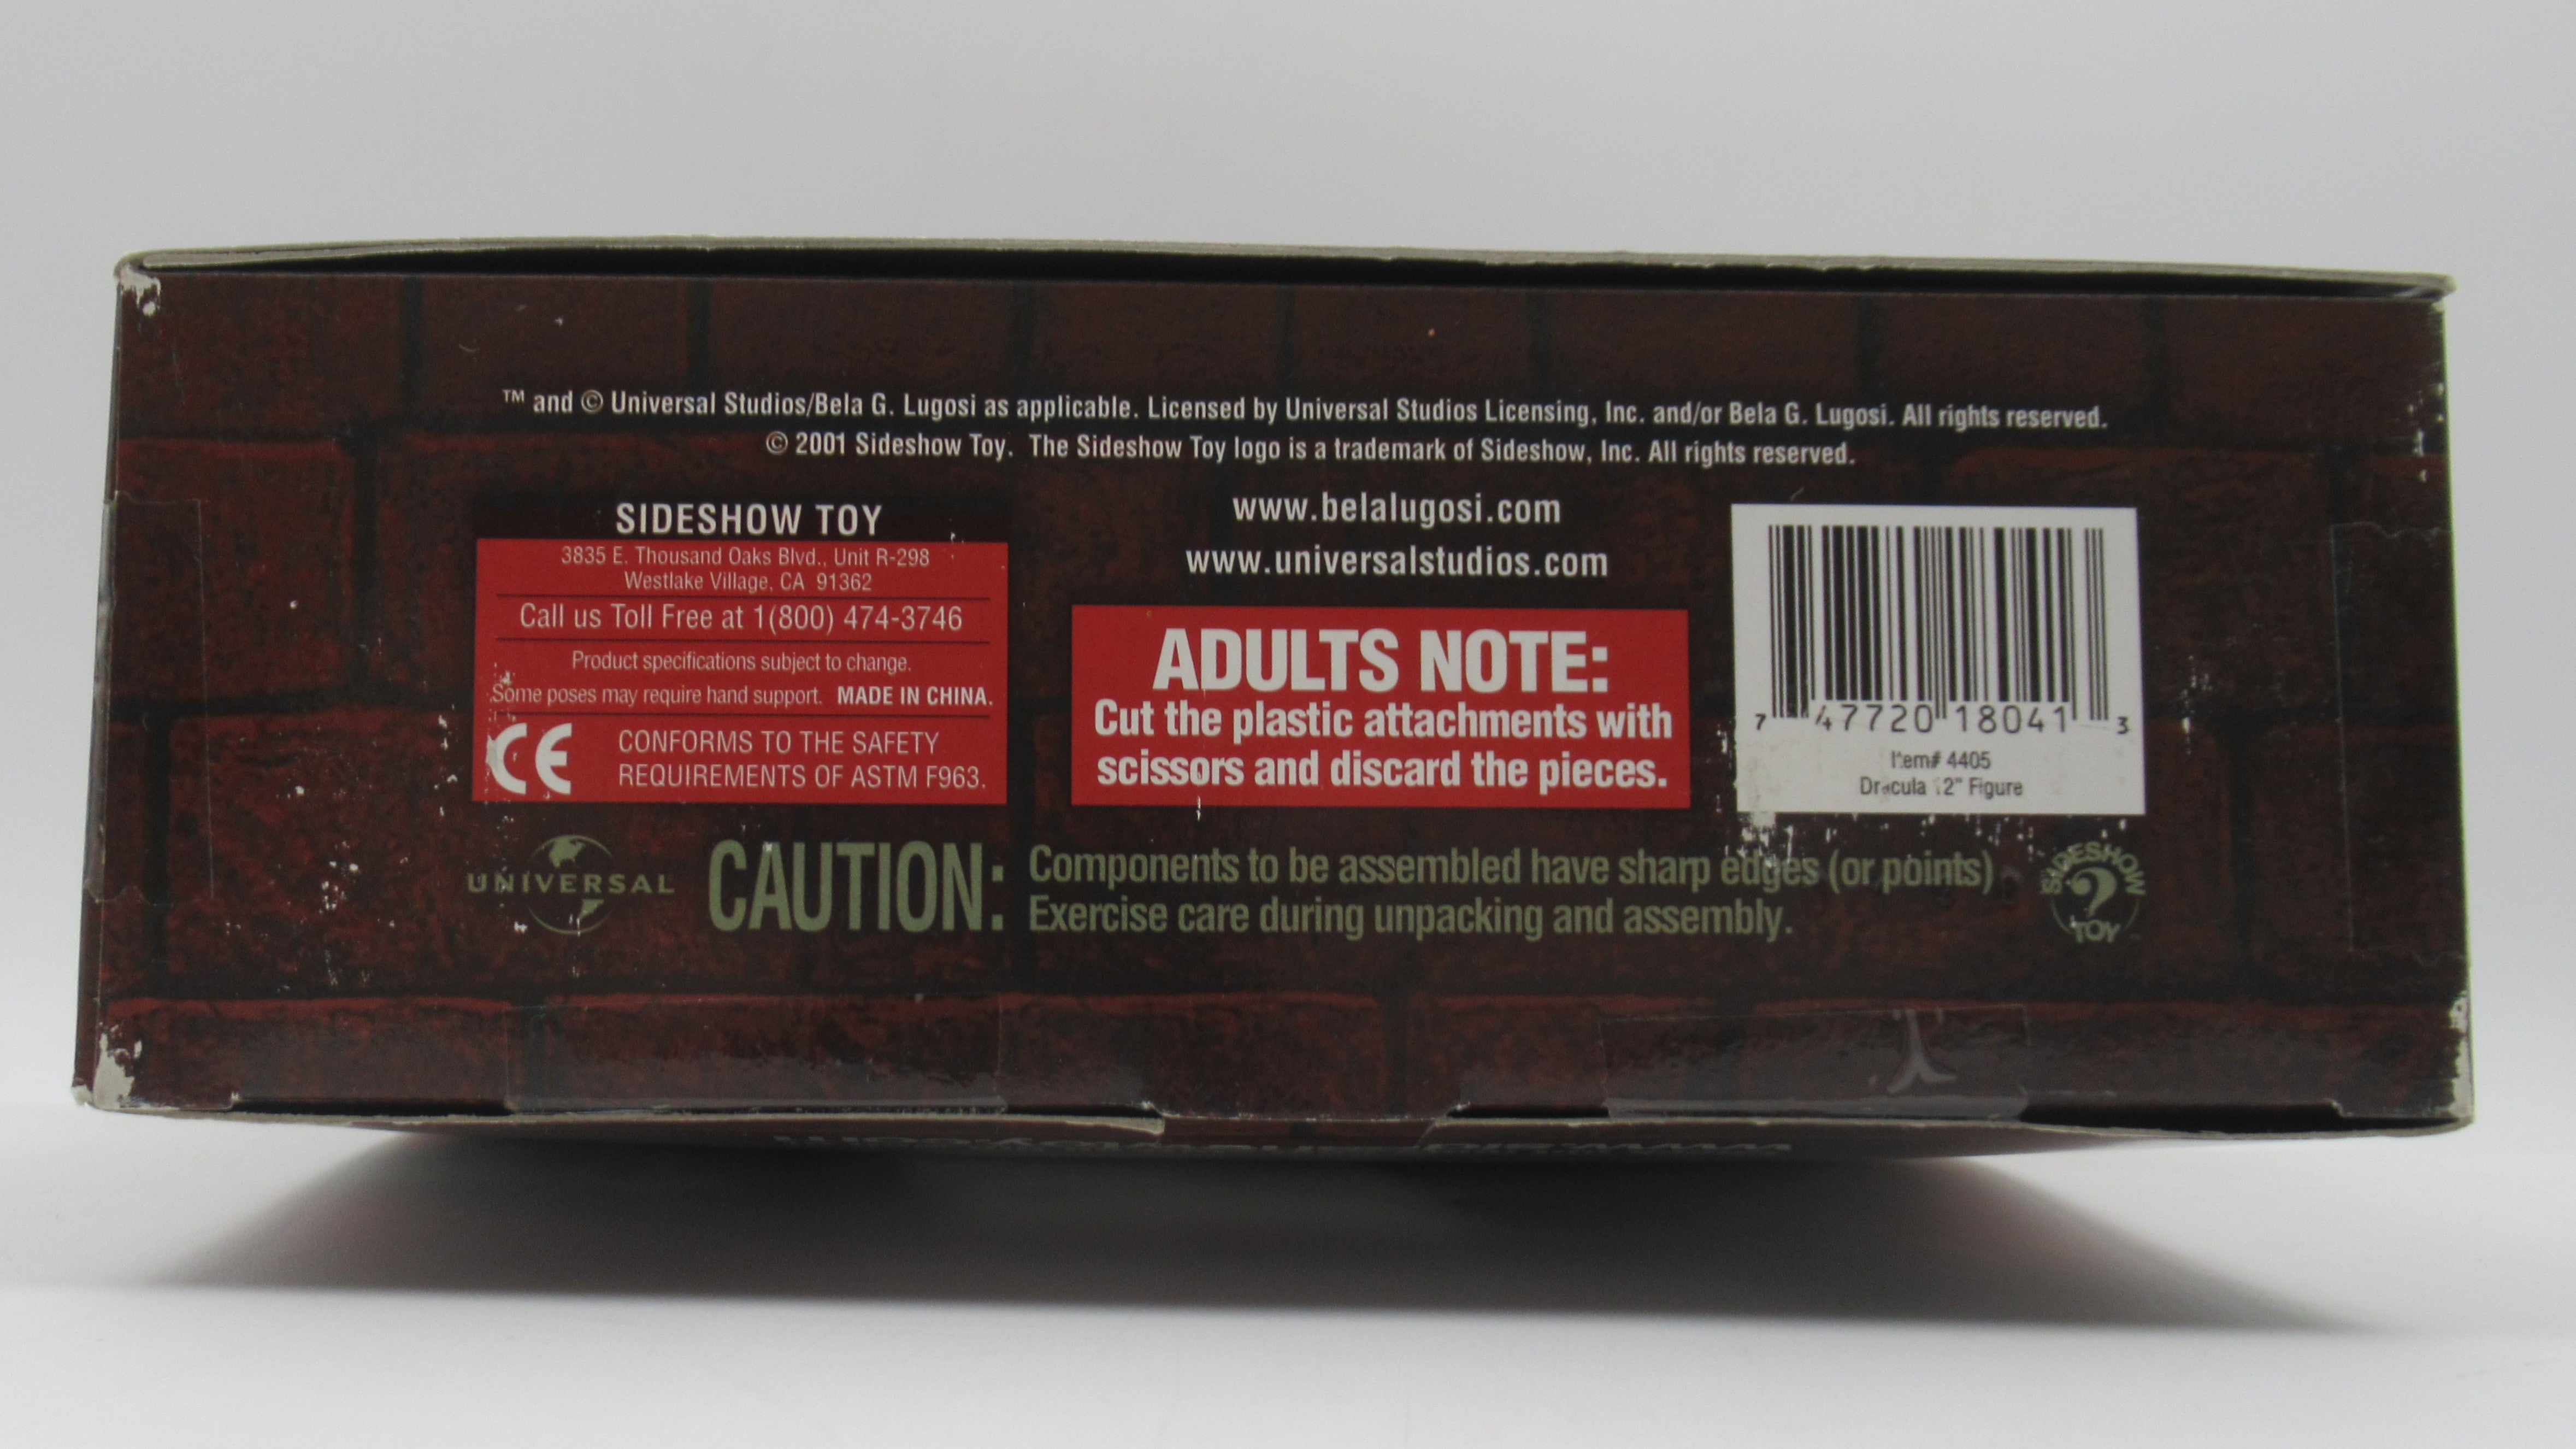 ™ and © Universal Studios/Bela G. Lugosi as applicable. Licensed by Universal Studios Licensing, Inc. and/or Bela G. Lugosi. All rights reserved.
© 2001 Sideshow Toy. The Sideshow Toy logo is a trademark of Sideshow, Inc. All rights reserved.
SIDESHOW TOY
3835 E. Thousand Oaks Blvd., Unit R-298
Westlake Village, CA 91362
Call us Toll Free at 1(800) 474-3746
Product specifications subject to change.
Some poses may require hand support. MADE IN CHINA.
CE CONFORMS TO THE SAFETY
REQUIREMENTS OF ASTM F963.
www.belalugosi.com
www.universalstudios.com
ADULTS NOTE:
Cut the plastic attachments with
scissors and discard the pieces.
7 47720 18041 3
Item# 4405
Dracula 12" Figure
UNIVERSAL
CAUTION: Components to be assembled have sharp edges (or points)
Exercise care during unpacking and assembly.
SIDESHOW
?
TOY